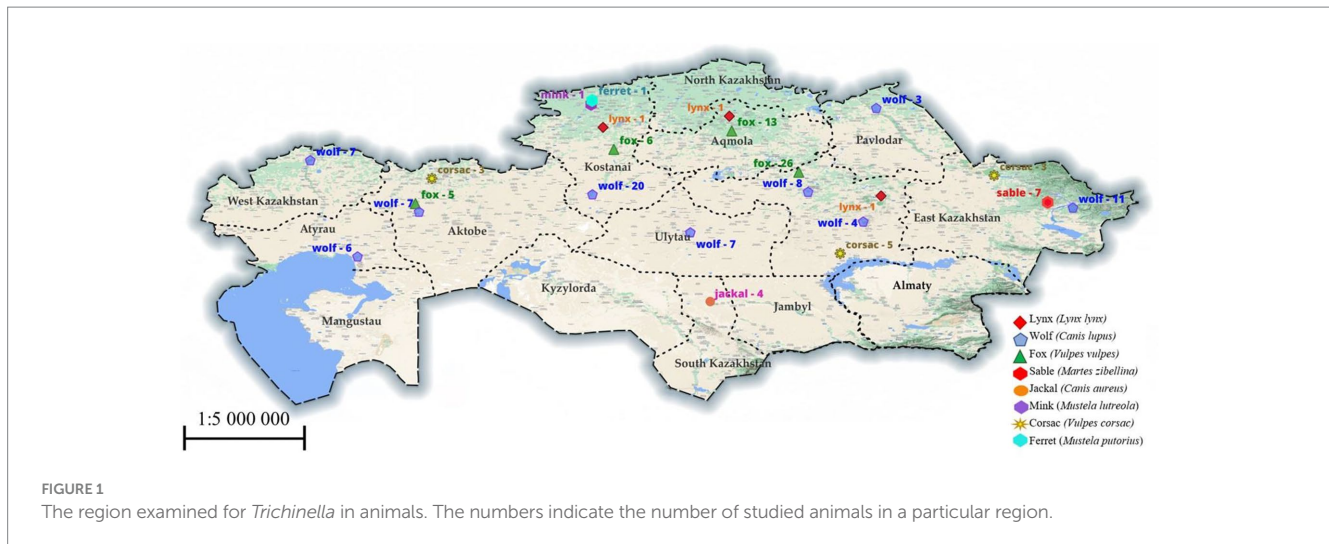 North Kazakhstan
mink - 1
ferret - 1
lynx - 1
lynx - 1
wolf - 3
fox - 13
fox - 6
Aqmola
Pavlodar
wolf - 7
corsac - 3
Kostanai
fox - 26
corsac - 3
wolf - 8
wolf - 20
sable - 7
West Kazakhstan
fox - 5
wolf - 7
lynx - 1
wolf - 11
East Kazakhstan
Atyrau
Aktobe
wolf - 4
Ulytau
wolf - 7
wolf - 6
corsac - 5
Kyzylorda
Almaty
jackal - 4
Jambyl
Mangustau
South Kazakhstan
Lynx (Lynx lynx)
Wolf (Canis lupus)
Fox (Vulpes vulpes)
Sable (Martes zibellina)
Jackal (Canis aureus)
Mink (Mustela lutreola)
Corsac (Vulpes corsac)
Ferret (Mustela putorius)
1:5 000 000
FIGURE 1
The region examined for Trichinella in animals. The numbers indicate the number of studied animals in a particular region.